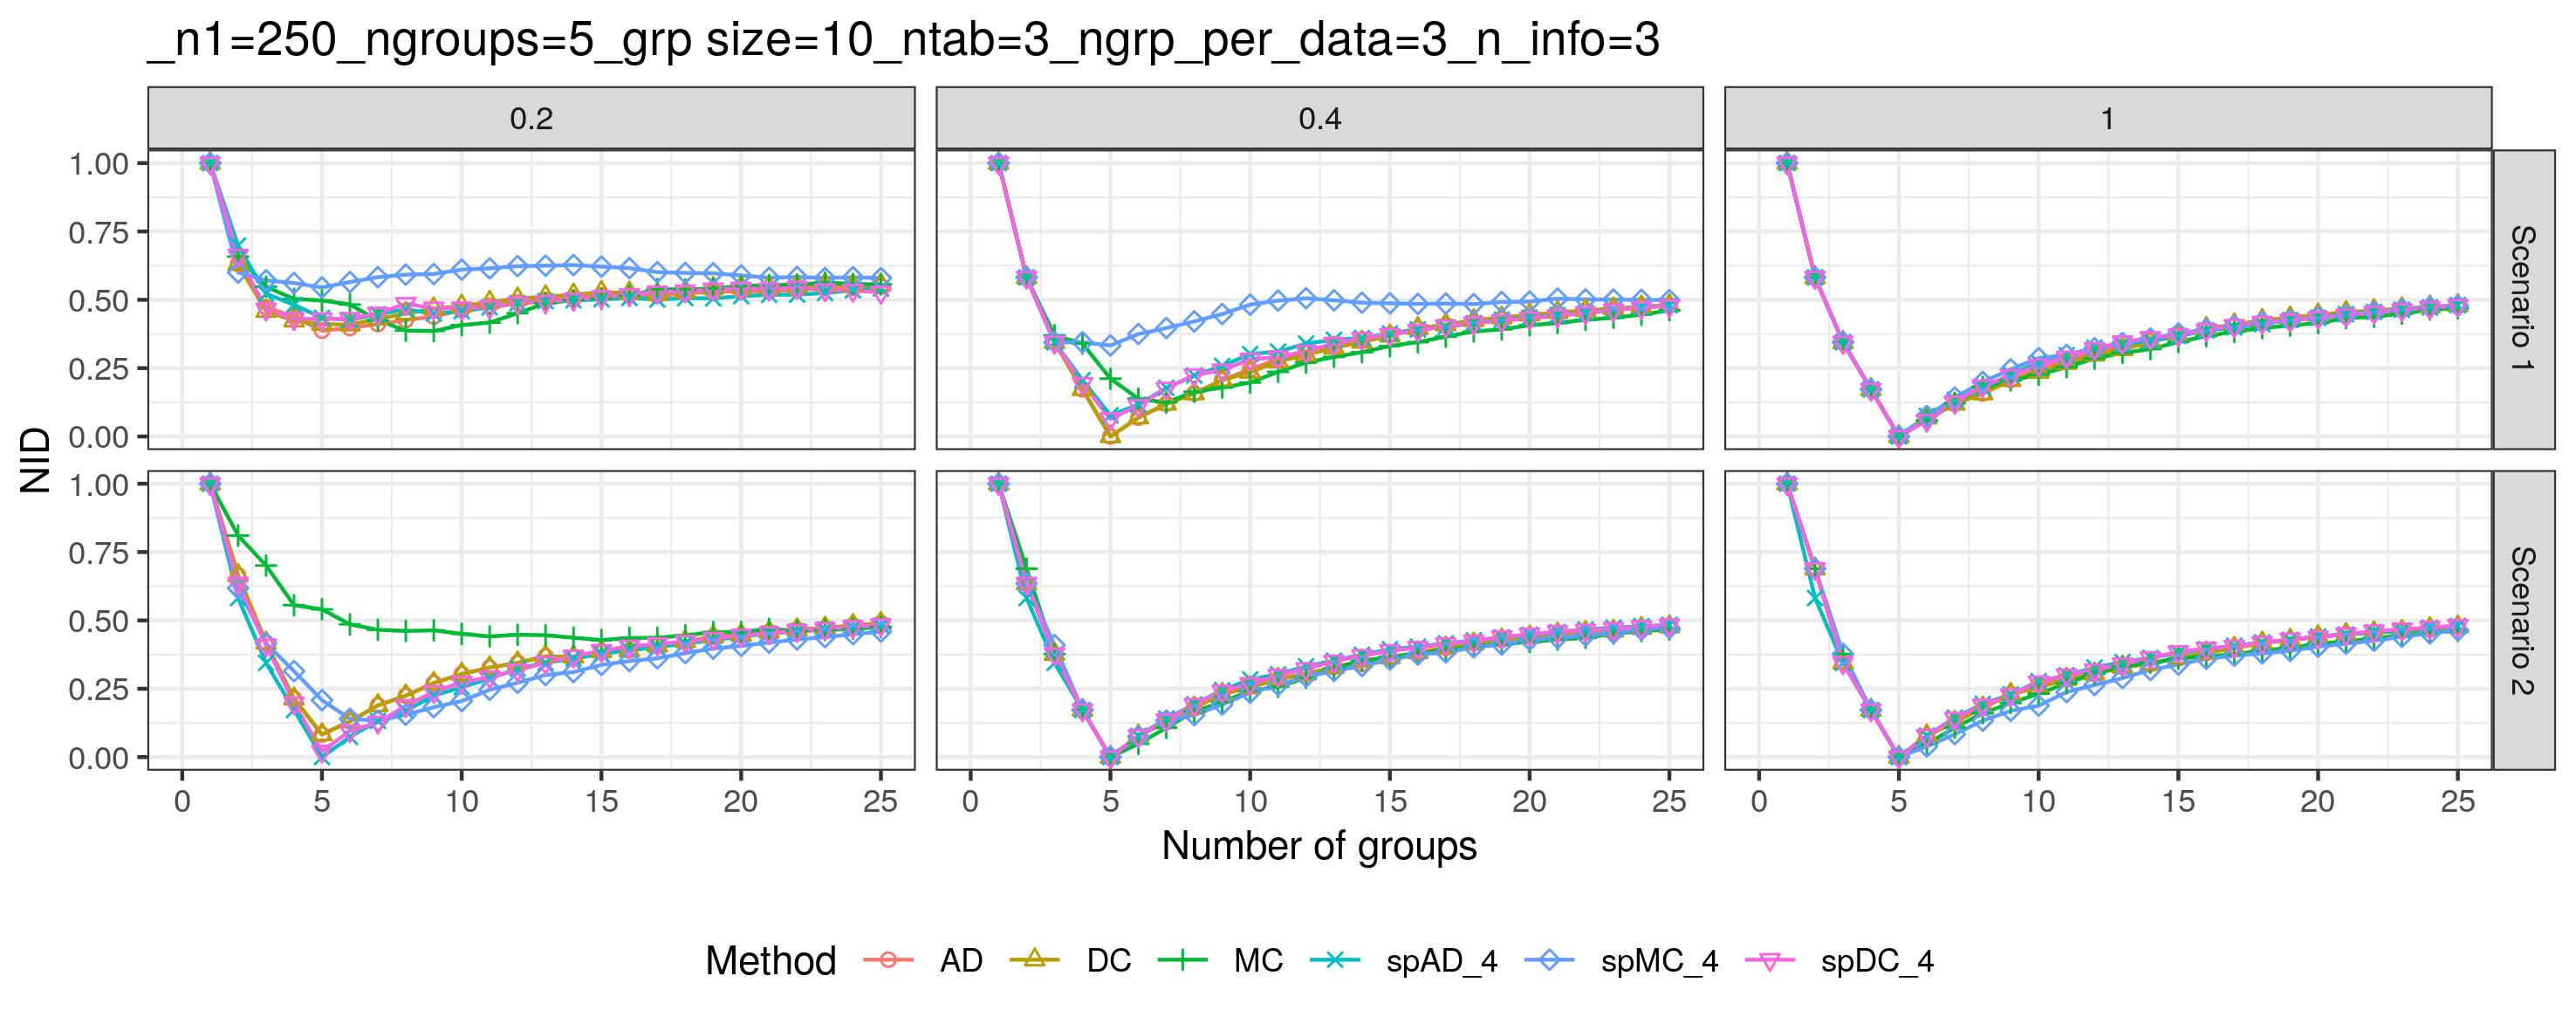 _n1=250_ngroups=5_grp size=10_ntab=3_ngrp_per_data=3_n_info=3
0.2 0.4 1
1.00
0.75
0.50
0.25
0.00
Scenario 1
NID
1.00
0.75
0.50
0.25
0.00
Scenario 2
0 5 10 15 20 25 0 5 10 15 20 25 0 5 10 15 20 25
Number of groups
Method AD DC MC spAD_4 spMC_4 spDC_4